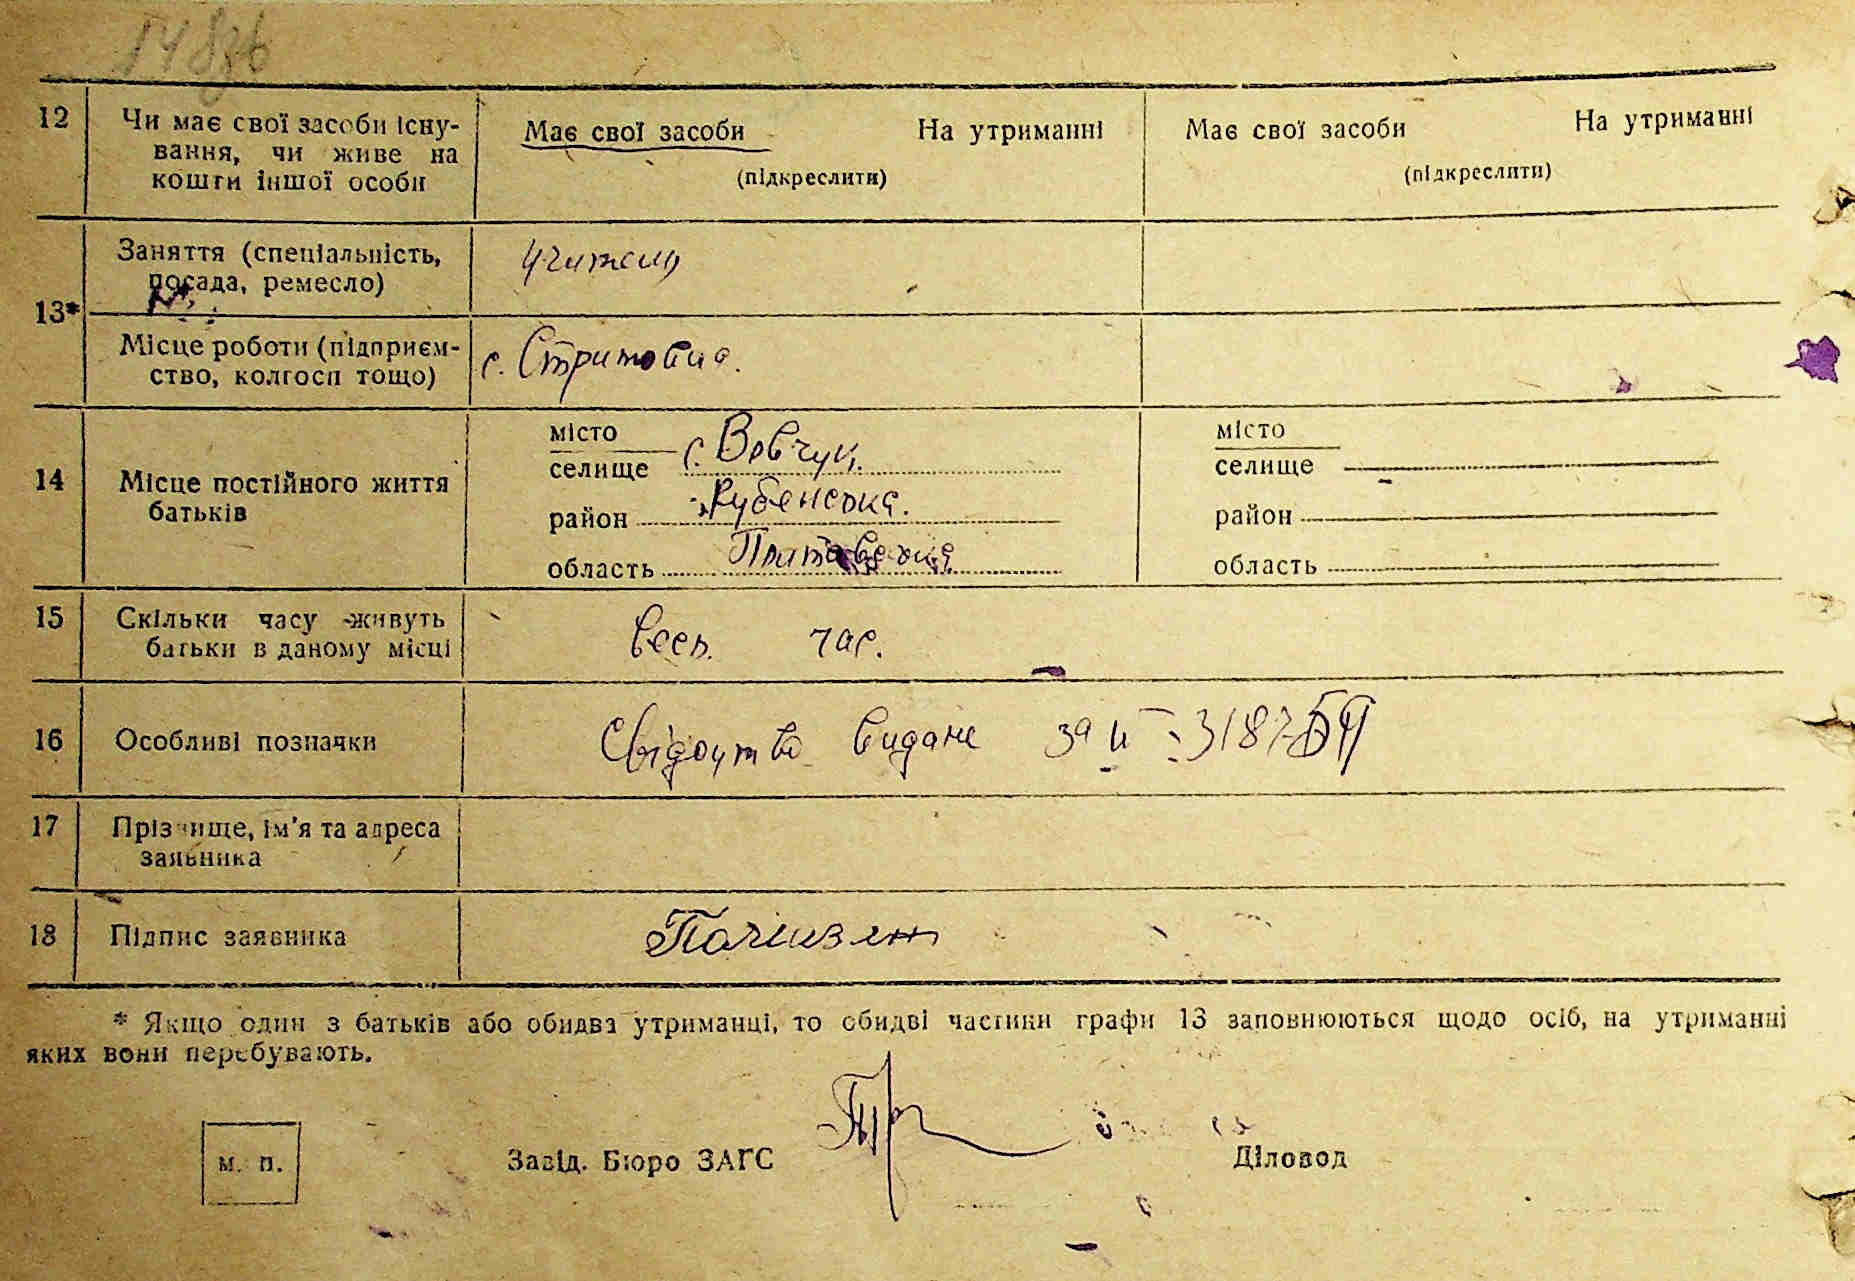 12
Чи має свої засоби існу-
вання, чи живе на
кошти іншої особи
Має свої засоби На утриманні
(підкреслити)
Має свої засоби На утриманні
(підкреслити)
13*
Заняття (спеціальність,
посада, ремесло)
Місце роботи (підприєм-
ство, колгосп тощо)
с.
14
Місце постійного життя
батьків
місто
селище с. Вовчик
район
область
місто
селище
район
область
15
Скільки часу живуть
батьки в даному місці
весь час.
16
Особливі позначки
Свідоцтво видане за
17
Прізвище, ім'я та адреса
заявника
18
Підпис заявника
* Якщо один з батьків або обидва утриманці, то обидві частини графи 13 заповнюються щодо осіб, на утриманні
яких вони перебувають.
м. п.
Завід. Бюро ЗАГС
Діловод